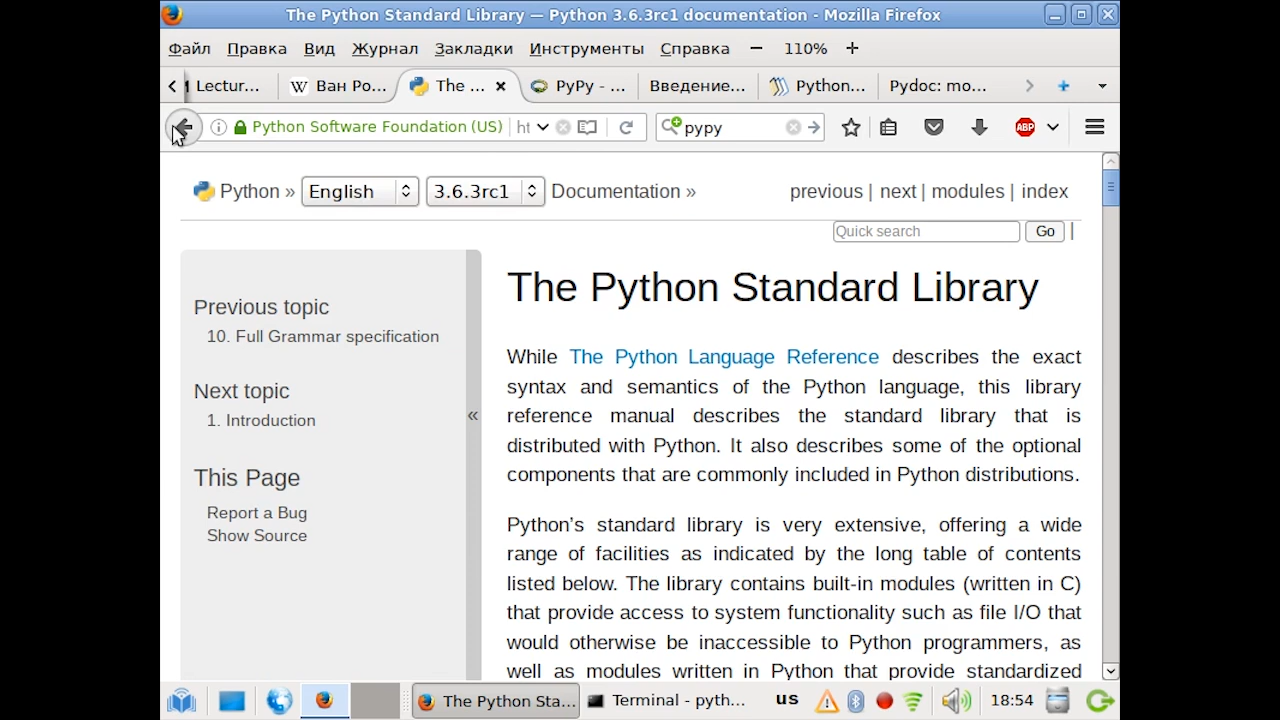 The Python Standard Library — Python 3.6.3rc1 documentation - Mozilla Firefox
Файл Правка Вид Журнал Закладки Инструменты Справка — 110% +
Lectur... Ван Ро... The ... PyPy - ... Введение... Python... Pydoc: mo...
Python Software Foundation (US) ht pypy ABP
Python » English 3.6.3rc1 Documentation » previous | next | modules | index
Quick search Go |
Previous topic
10. Full Grammar specification
Next topic
1. Introduction
This Page
Report a Bug
Show Source
«
The Python Standard Library
While The Python Language Reference describes the exact
syntax and semantics of the Python language, this library
reference manual describes the standard library that is
distributed with Python. It also describes some of the optional
components that are commonly included in Python distributions.
Python’s standard library is very extensive, offering a wide
range of facilities as indicated by the long table of contents
listed below. The library contains built-in modules (written in C)
that provide access to system functionality such as file I/O that
would otherwise be inaccessible to Python programmers, as
well as modules written in Python that provide standardized
The Python Sta... Terminal - pyth... us 18:54